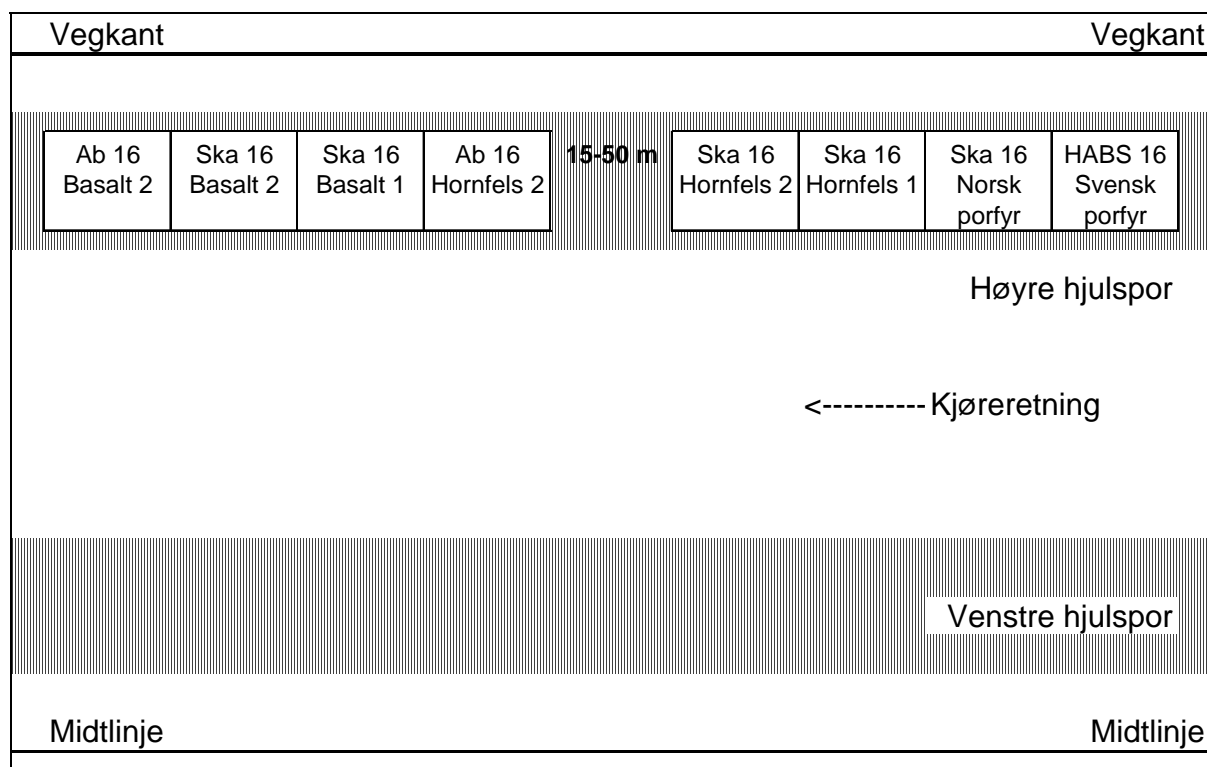 Vegkant Vegkant
Ab 16 Basalt 2
Ska 16 Basalt 2
Ska 16 Basalt 1
Ab 16 Hornfels 2
15-50 m
Ska 16 Hornfels 2
Ska 16 Hornfels 1
Ska 16 Norsk porfyr
HABS 16 Svensk porfyr
Høyre hjulspor
<---------- Kjøreretning
Venstre hjulspor
Midtlinje Midtlinje